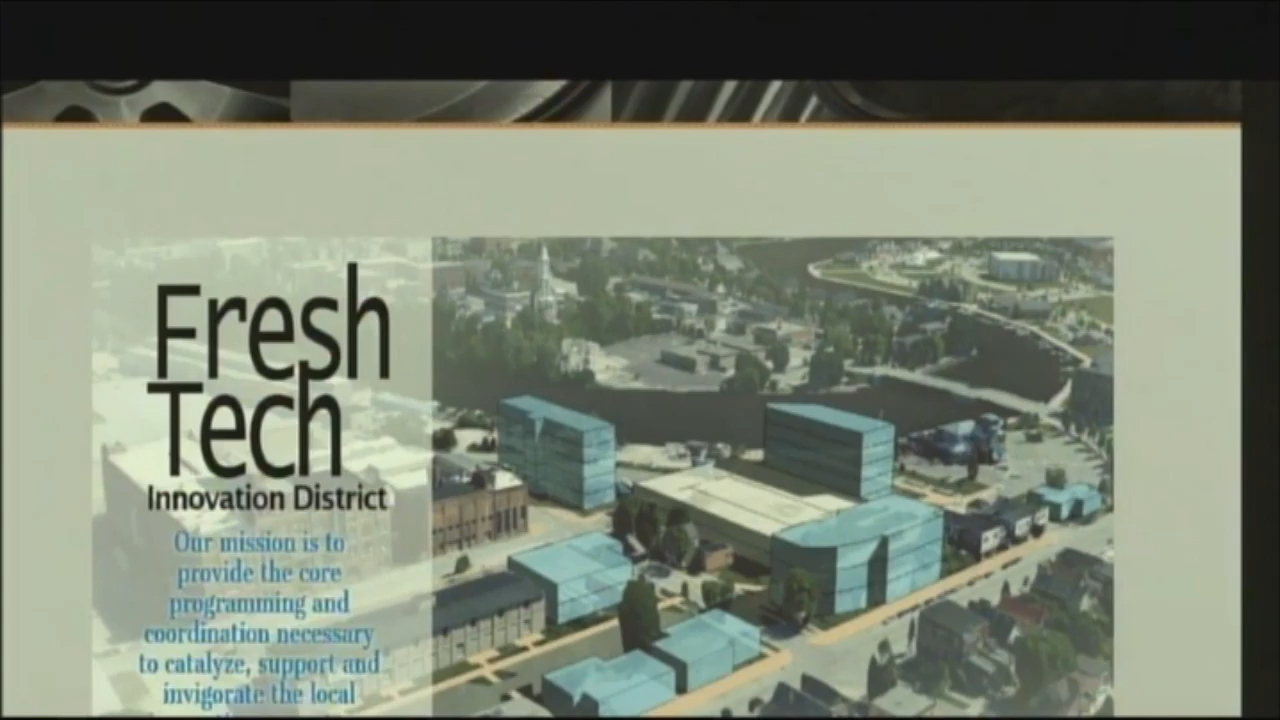 Fresh
Tech
Innovation District
Our mission is to
provide the core
programming and
coordination necessary
to catalyze, support and
invigorate the local